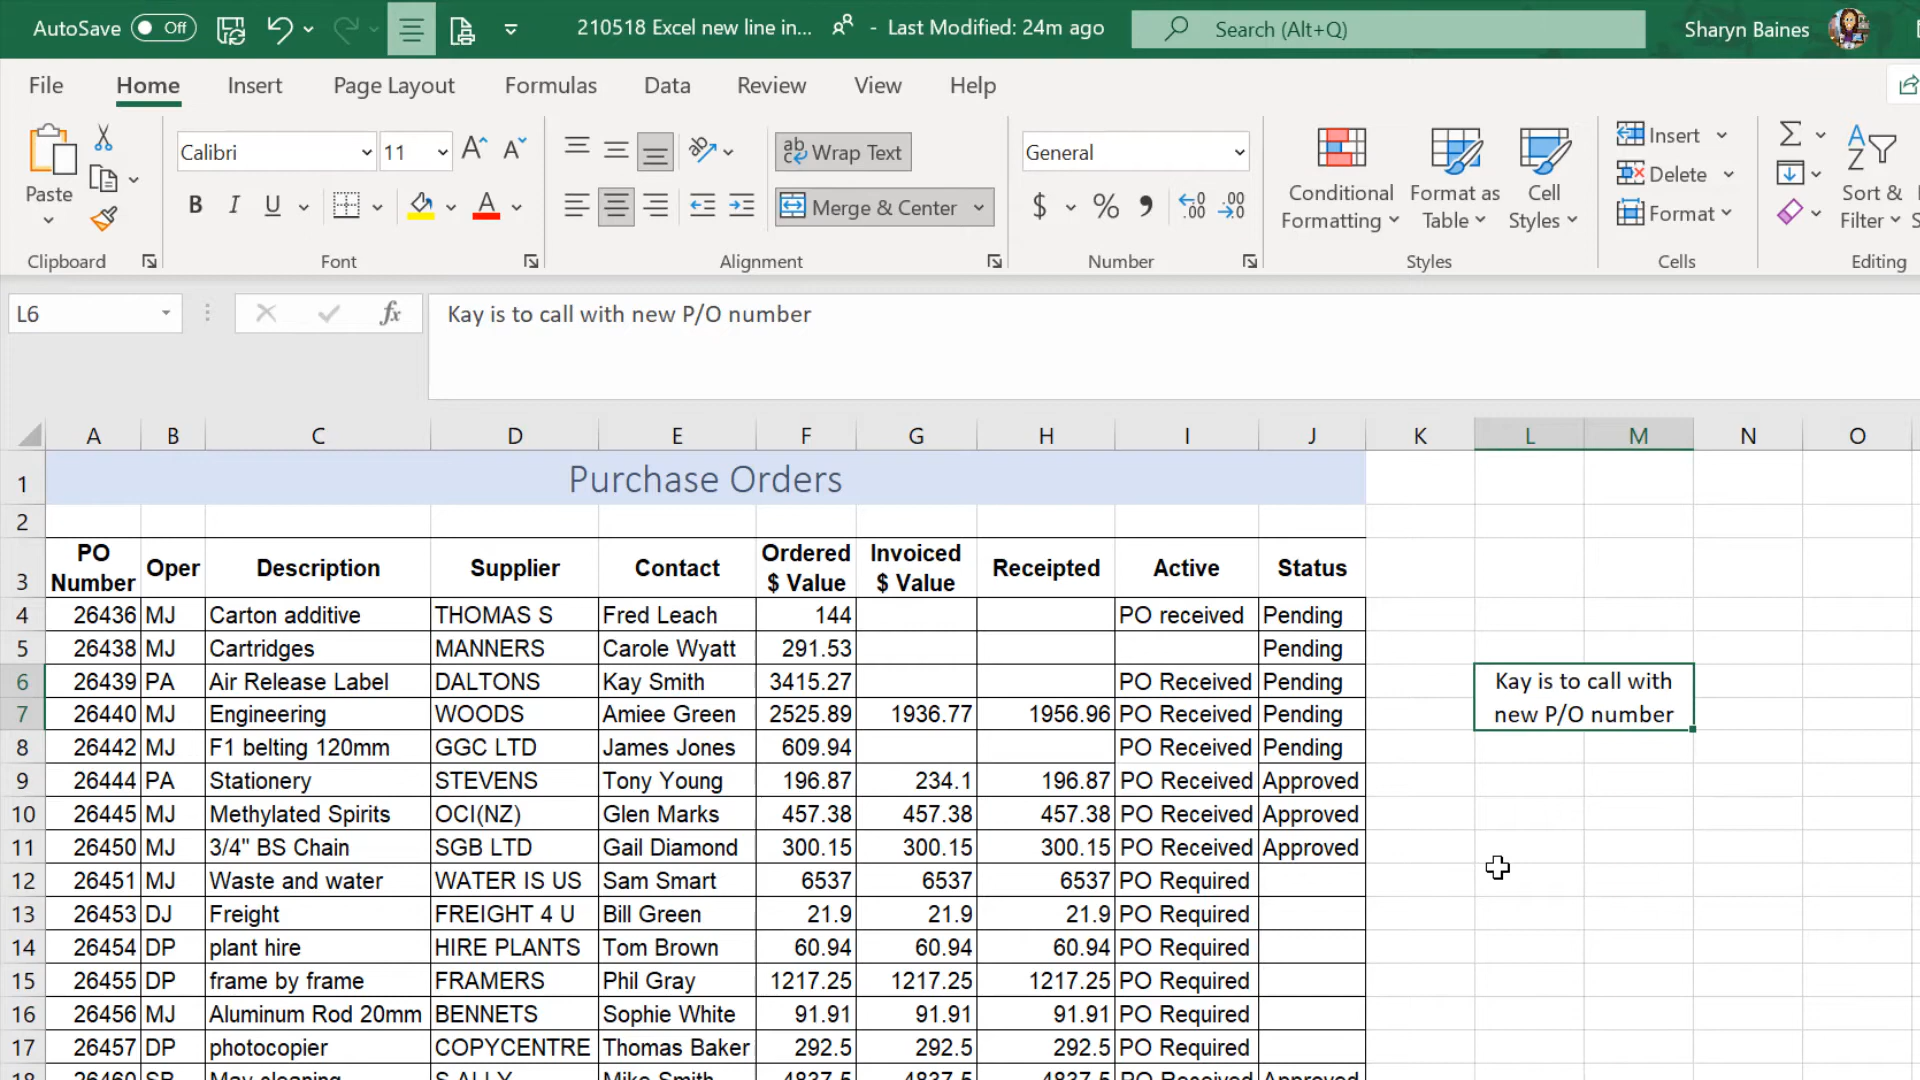 AutoSave Off 210518 Excel new line in... - Last Modified: 24m ago Search (Alt+Q) Sharyn Baines
File Home Insert Page Layout Formulas Data Review View Help
Paste
Clipboard
Calibri 11
B I U A
Font
ab Wrap Text
Merge & Center
Alignment
General
$ % 9 .00 .00
Number
Conditional Formatting
Format as Table
Cell Styles
Styles
Insert
Delete
Format
Cells
Sort &
Filter
Editing
L6 fx Kay is to call with new P/O number
A B C D E F G H I J K L M N O
1 Purchase Orders
2
3 PO Number Oper Description Supplier Contact Ordered $ Value Invoiced $ Value Receipted Active Status
4 26436 MJ Carton additive THOMAS S Fred Leach 144 PO received Pending
5 26438 MJ Cartridges MANNERS Carole Wyatt 291.53 Pending
6 26439 PA Air Release Label DALTONS Kay Smith 3415.27 PO Received Pending Kay is to call with
7 26440 MJ Engineering WOODS Amiee Green 2525.89 1936.77 1956.96 PO Received Pending new P/O number
8 26442 MJ F1 belting 120mm GGC LTD James Jones 609.94 PO Received Pending
9 26444 PA Stationery STEVENS Tony Young 196.87 234.1 196.87 PO Received Approved
10 26445 MJ Methylated Spirits OCI(NZ) Glen Marks 457.38 457.38 457.38 PO Received Approved
11 26450 MJ 3/4" BS Chain SGB LTD Gail Diamond 300.15 300.15 300.15 PO Received Approved
12 26451 MJ Waste and water WATER IS US Sam Smart 6537 6537 6537 PO Required
13 26453 DJ Freight FREIGHT 4 U Bill Green 21.9 21.9 21.9 PO Required
14 26454 DP plant hire HIRE PLANTS Tom Brown 60.94 60.94 60.94 PO Required
15 26455 DP frame by frame FRAMERS Phil Gray 1217.25 1217.25 1217.25 PO Required
16 26456 MJ Aluminum Rod 20mm BENNETS Sophie White 91.91 91.91 91.91 PO Required
17 26457 DP photocopier COPYCENTRE Thomas Baker 292.5 292.5 292.5 PO Required